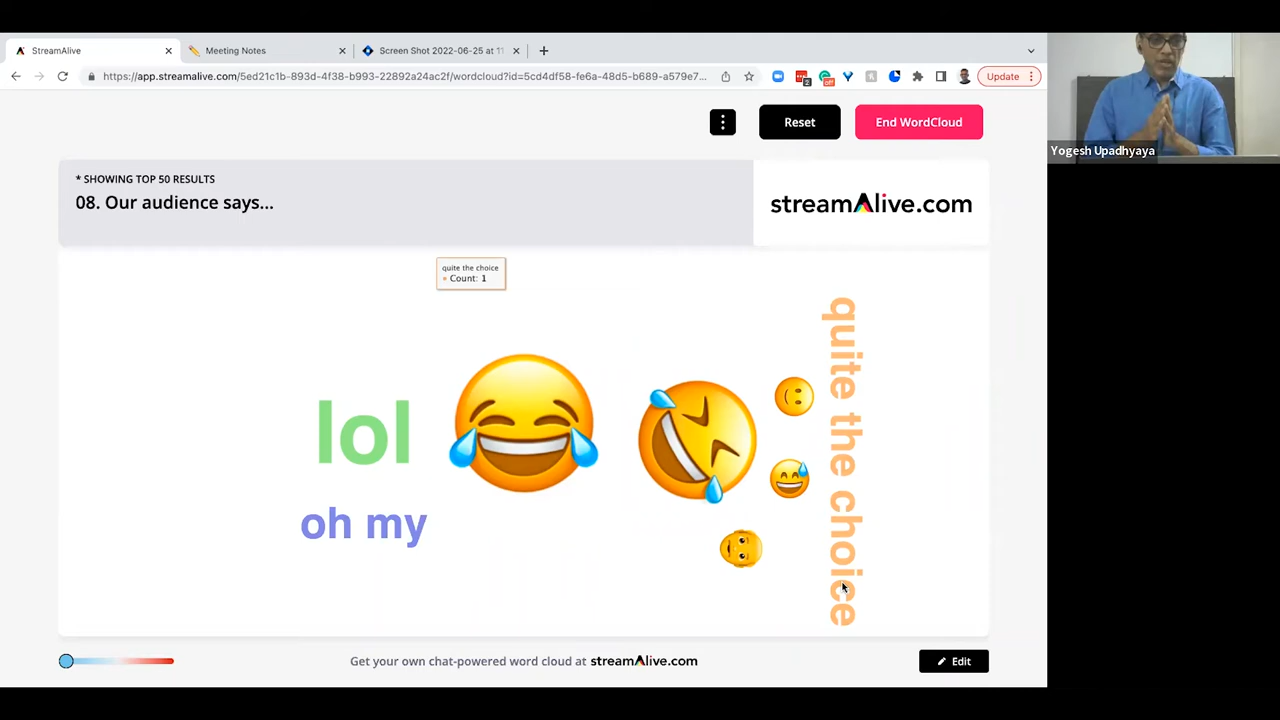 StreamAlive
Meeting Notes
Screen Shot 2022-06-25 at 11
https://app.streamalive.com/5ed21c1b-893d-4f38-b993-22892a24ac2f/wordcloud?id=5cd4df58-fe6a-48d5-b689-a579e7...
2
off
Update
Reset
End WordCloud
Yogesh Upadhyaya
* SHOWING TOP 50 RESULTS
08. Our audience says...
streamAlive.com
quite the choice
Count: 1
lol
oh my
quite the choice
Get your own chat-powered word cloud at streamAlive.com
Edit